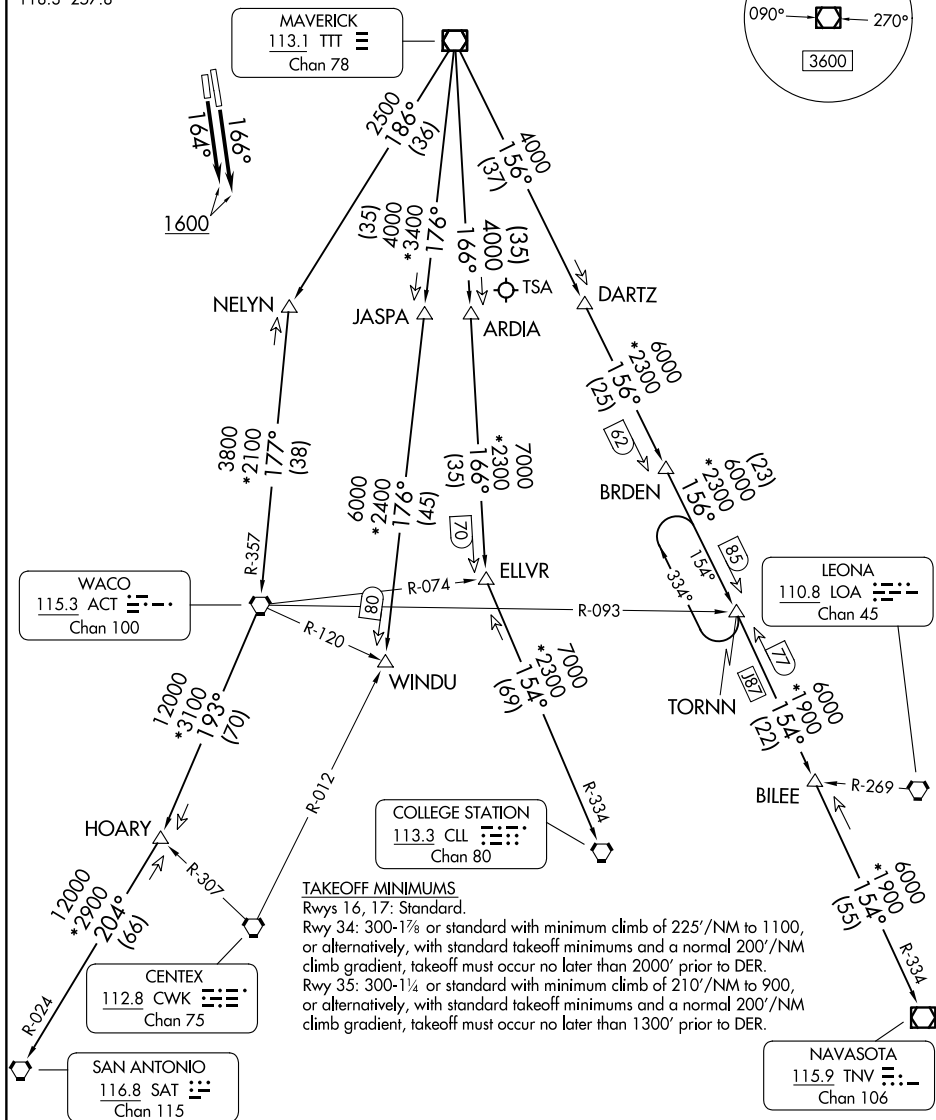 118.5 257.8
MAVERICK
113.1 TTT
Chan 78
090°
270°
3600
164°
166°
1600
2500
186°
(36)
(35)
4000
*3400
176°
(35)
4000
166°
4000
156°
(37)
TSA
NELYN
JASPA
ARDIA
DARTZ
3800
*2100
177°
(38)
6000
*2400
176°
(45)
7000
*2300
166°
(35)
6000
*2300
156°
(25)
62
BRDEN
(23)
6000
*2300
156°
R-357
70
80
85
154°
334°
WACO
115.3 ACT
Chan 100
R-074
ELLVR
R-093
R-120
WINDU
LEONA
110.8 LOA
Chan 45
TORNN
77
J87
6000
*1900
154°
(22)
12000
*3100
193°
(70)
7000
*2300
154°
(69)
R-012
R-334
BILEE
R-269
HOARY
R-307
COLLEGE STATION
113.3 CLL
Chan 80
12000
*2900
204°
(66)
R-024
6000
*1900
154°
(55)
R-334
TAKEOFF MINIMUMS
Rwys 16, 17: Standard.
Rwy 34: 300-1⅞ or standard with minimum climb of 225'/NM to 1100,
or alternatively, with standard takeoff minimums and a normal 200'/NM
climb gradient, takeoff must occur no later than 2000' prior to DER.
Rwy 35: 300-1¼ or standard with minimum climb of 210'/NM to 900,
or alternatively, with standard takeoff minimums and a normal 200'/NM
climb gradient, takeoff must occur no later than 1300' prior to DER.
CENTEX
112.8 CWK
Chan 75
SAN ANTONIO
116.8 SAT
Chan 115
NAVASOTA
115.9 TNV
Chan 106